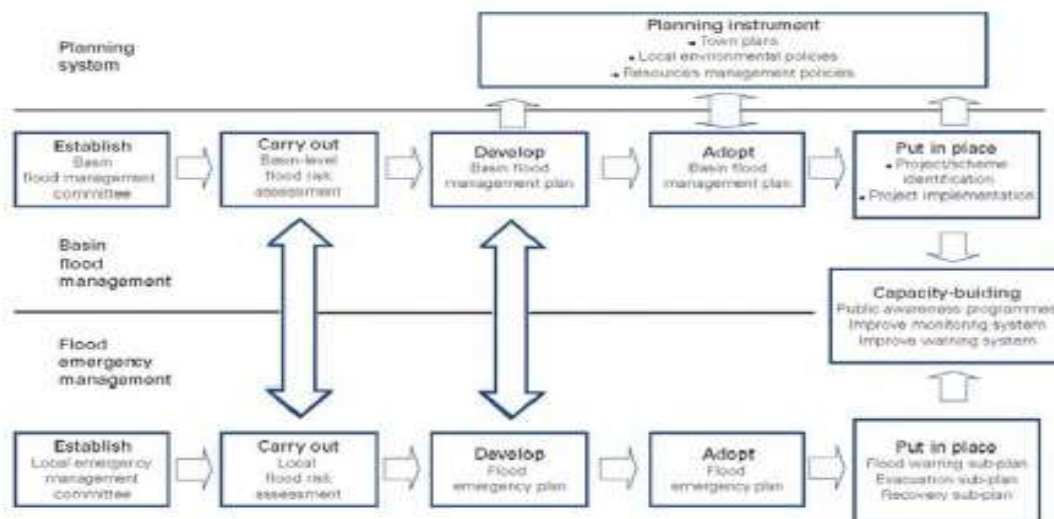 Planning instrument
• Town plans
• Local environmental policies
• Resources management policies
Planning
system
Establish
Basin
flood management
committee
Carry out
Basin-level
flood risk
assessment
Develop
Basin flood
management plan
Adopt
Basin flood
management plan
Put in place
• Project/scheme
identification
• Project implementation
Basin
flood
management
Capacity-buiding
Public awareness programmes
Improve monitoring system
Improve warning system
Flood
emergency
management
Establish
Local emergency
management
committee
Carry out
Local
flood risk
assessment
Develop
Flood
emergency plan
Adopt
Flood
emergency plan
Put in place
Flood warning sub-plan
Evacuation sub-plan
Recovery sub-plan